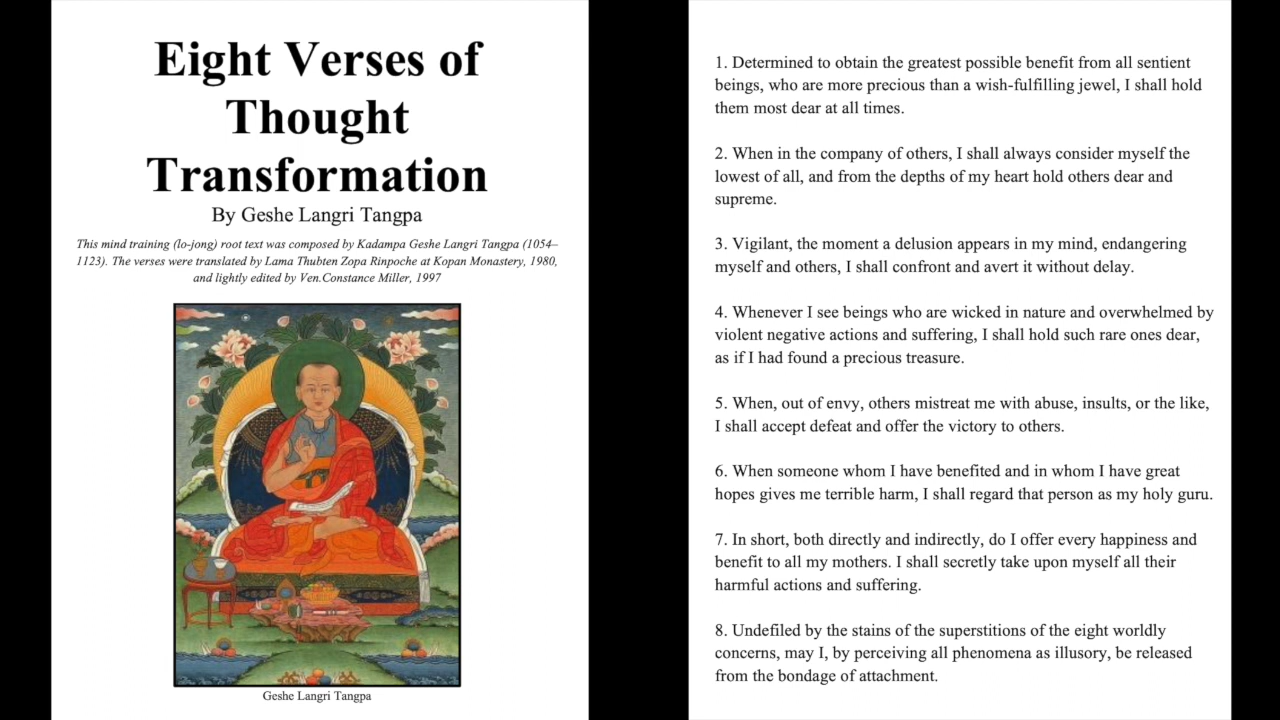 Eight Verses of
Thought
Transformation
By Geshe Langri Tangpa
This mind training (lo-jong) root text was composed by Kadampa Geshe Langri Tangpa (1054–
1123). The verses were translated by Lama Thubten Zopa Rinpoche at Kopan Monastery, 1980,
and lightly edited by Ven.Constance Miller, 1997
Geshe Langri Tangpa
1. Determined to obtain the greatest possible benefit from all sentient
beings, who are more precious than a wish-fulfilling jewel, I shall hold
them most dear at all times.
2. When in the company of others, I shall always consider myself the
lowest of all, and from the depths of my heart hold others dear and
supreme.
3. Vigilant, the moment a delusion appears in my mind, endangering
myself and others, I shall confront and avert it without delay.
4. Whenever I see beings who are wicked in nature and overwhelmed by
violent negative actions and suffering, I shall hold such rare ones dear,
as if I had found a precious treasure.
5. When, out of envy, others mistreat me with abuse, insults, or the like,
I shall accept defeat and offer the victory to others.
6. When someone whom I have benefited and in whom I have great
hopes gives me terrible harm, I shall regard that person as my holy guru.
7. In short, both directly and indirectly, do I offer every happiness and
benefit to all my mothers. I shall secretly take upon myself all their
harmful actions and suffering.
8. Undefiled by the stains of the superstitions of the eight worldly
concerns, may I, by perceiving all phenomena as illusory, be released
from the bondage of attachment.